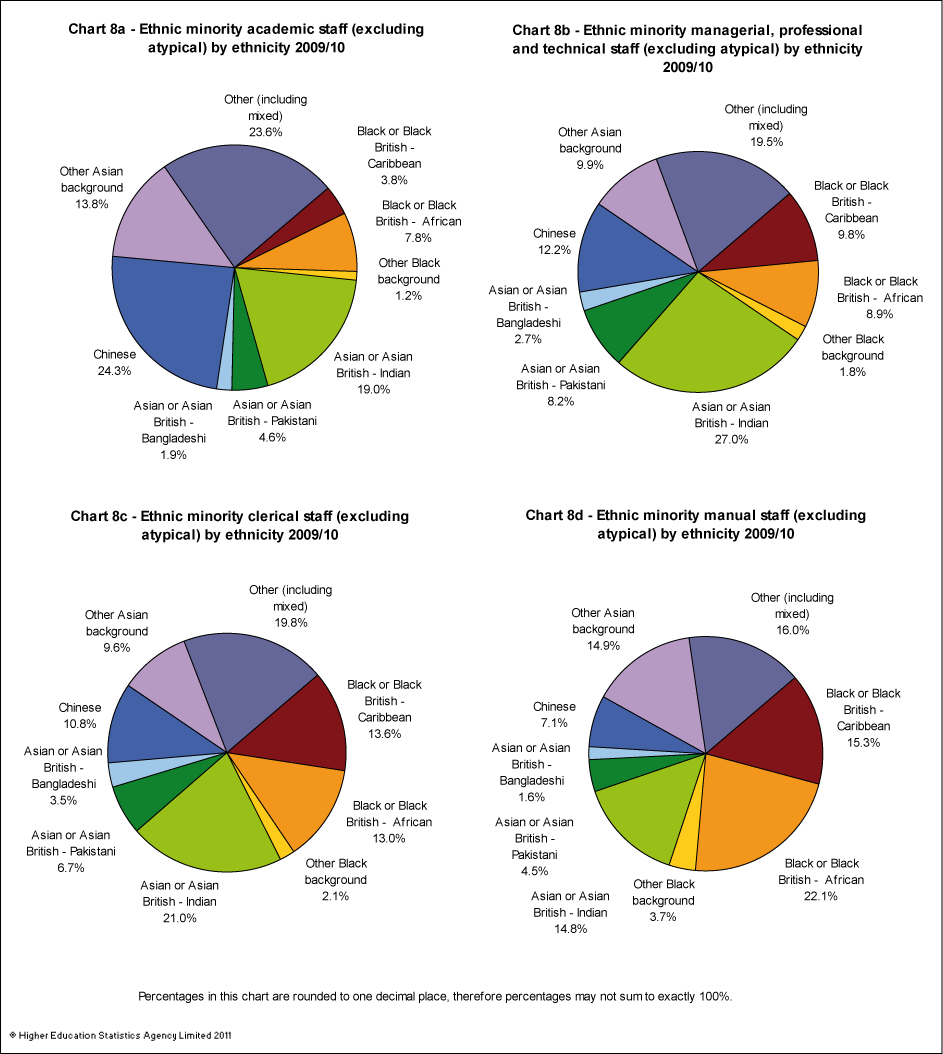 Chart 8a - Ethnic minority academic staff (excluding
atypical) by ethnicity 2009/10
Other (including
mixed)
23.6%
Black or Black
British -
Caribbean
3.8%
Black or Black
British - African
7.8%
Other Black
background
1.2%
Asian or Asian
British - Indian
19.0%
Asian or Asian
British - Pakistani
4.6%
Asian or Asian
British -
Bangladeshi
1.9%
Chinese
24.3%
Other Asian
background
13.8%
Chart 8b - Ethnic minority managerial, professional
and technical staff (excluding atypical) by ethnicity
2009/10
Other (including
mixed)
19.5%
Black or Black
British -
Caribbean
9.8%
Black or Black
British - African
8.9%
Other Black
background
1.8%
Asian or Asian
British - Indian
27.0%
Asian or Asian
British - Pakistani
8.2%
Asian or Asian
British -
Bangladeshi
2.7%
Chinese
12.2%
Other Asian
background
9.9%
Chart 8c - Ethnic minority clerical staff (excluding
atypical) by ethnicity 2009/10
Other (including
mixed)
19.8%
Black or Black
British -
Caribbean
13.6%
Black or Black
British - African
13.0%
Other Black
background
2.1%
Asian or Asian
British - Indian
21.0%
Asian or Asian
British - Pakistani
6.7%
Asian or Asian
British -
Bangladeshi
3.5%
Chinese
10.8%
Other Asian
background
9.6%
Chart 8d - Ethnic minority manual staff (excluding
atypical) by ethnicity 2009/10
Other (including
mixed)
16.0%
Black or Black
British -
Caribbean
15.3%
Black or Black
British - African
22.1%
Other Black
background
3.7%
Asian or Asian
British - Indian
14.8%
Asian or Asian
British -
Pakistani
4.5%
Asian or Asian
British -
Bangladeshi
1.6%
Chinese
7.1%
Other Asian
background
14.9%
Percentages in this chart are rounded to one decimal place, therefore percentages may not sum to exactly 100%.
© Higher Education Statistics Agency Limited 2011